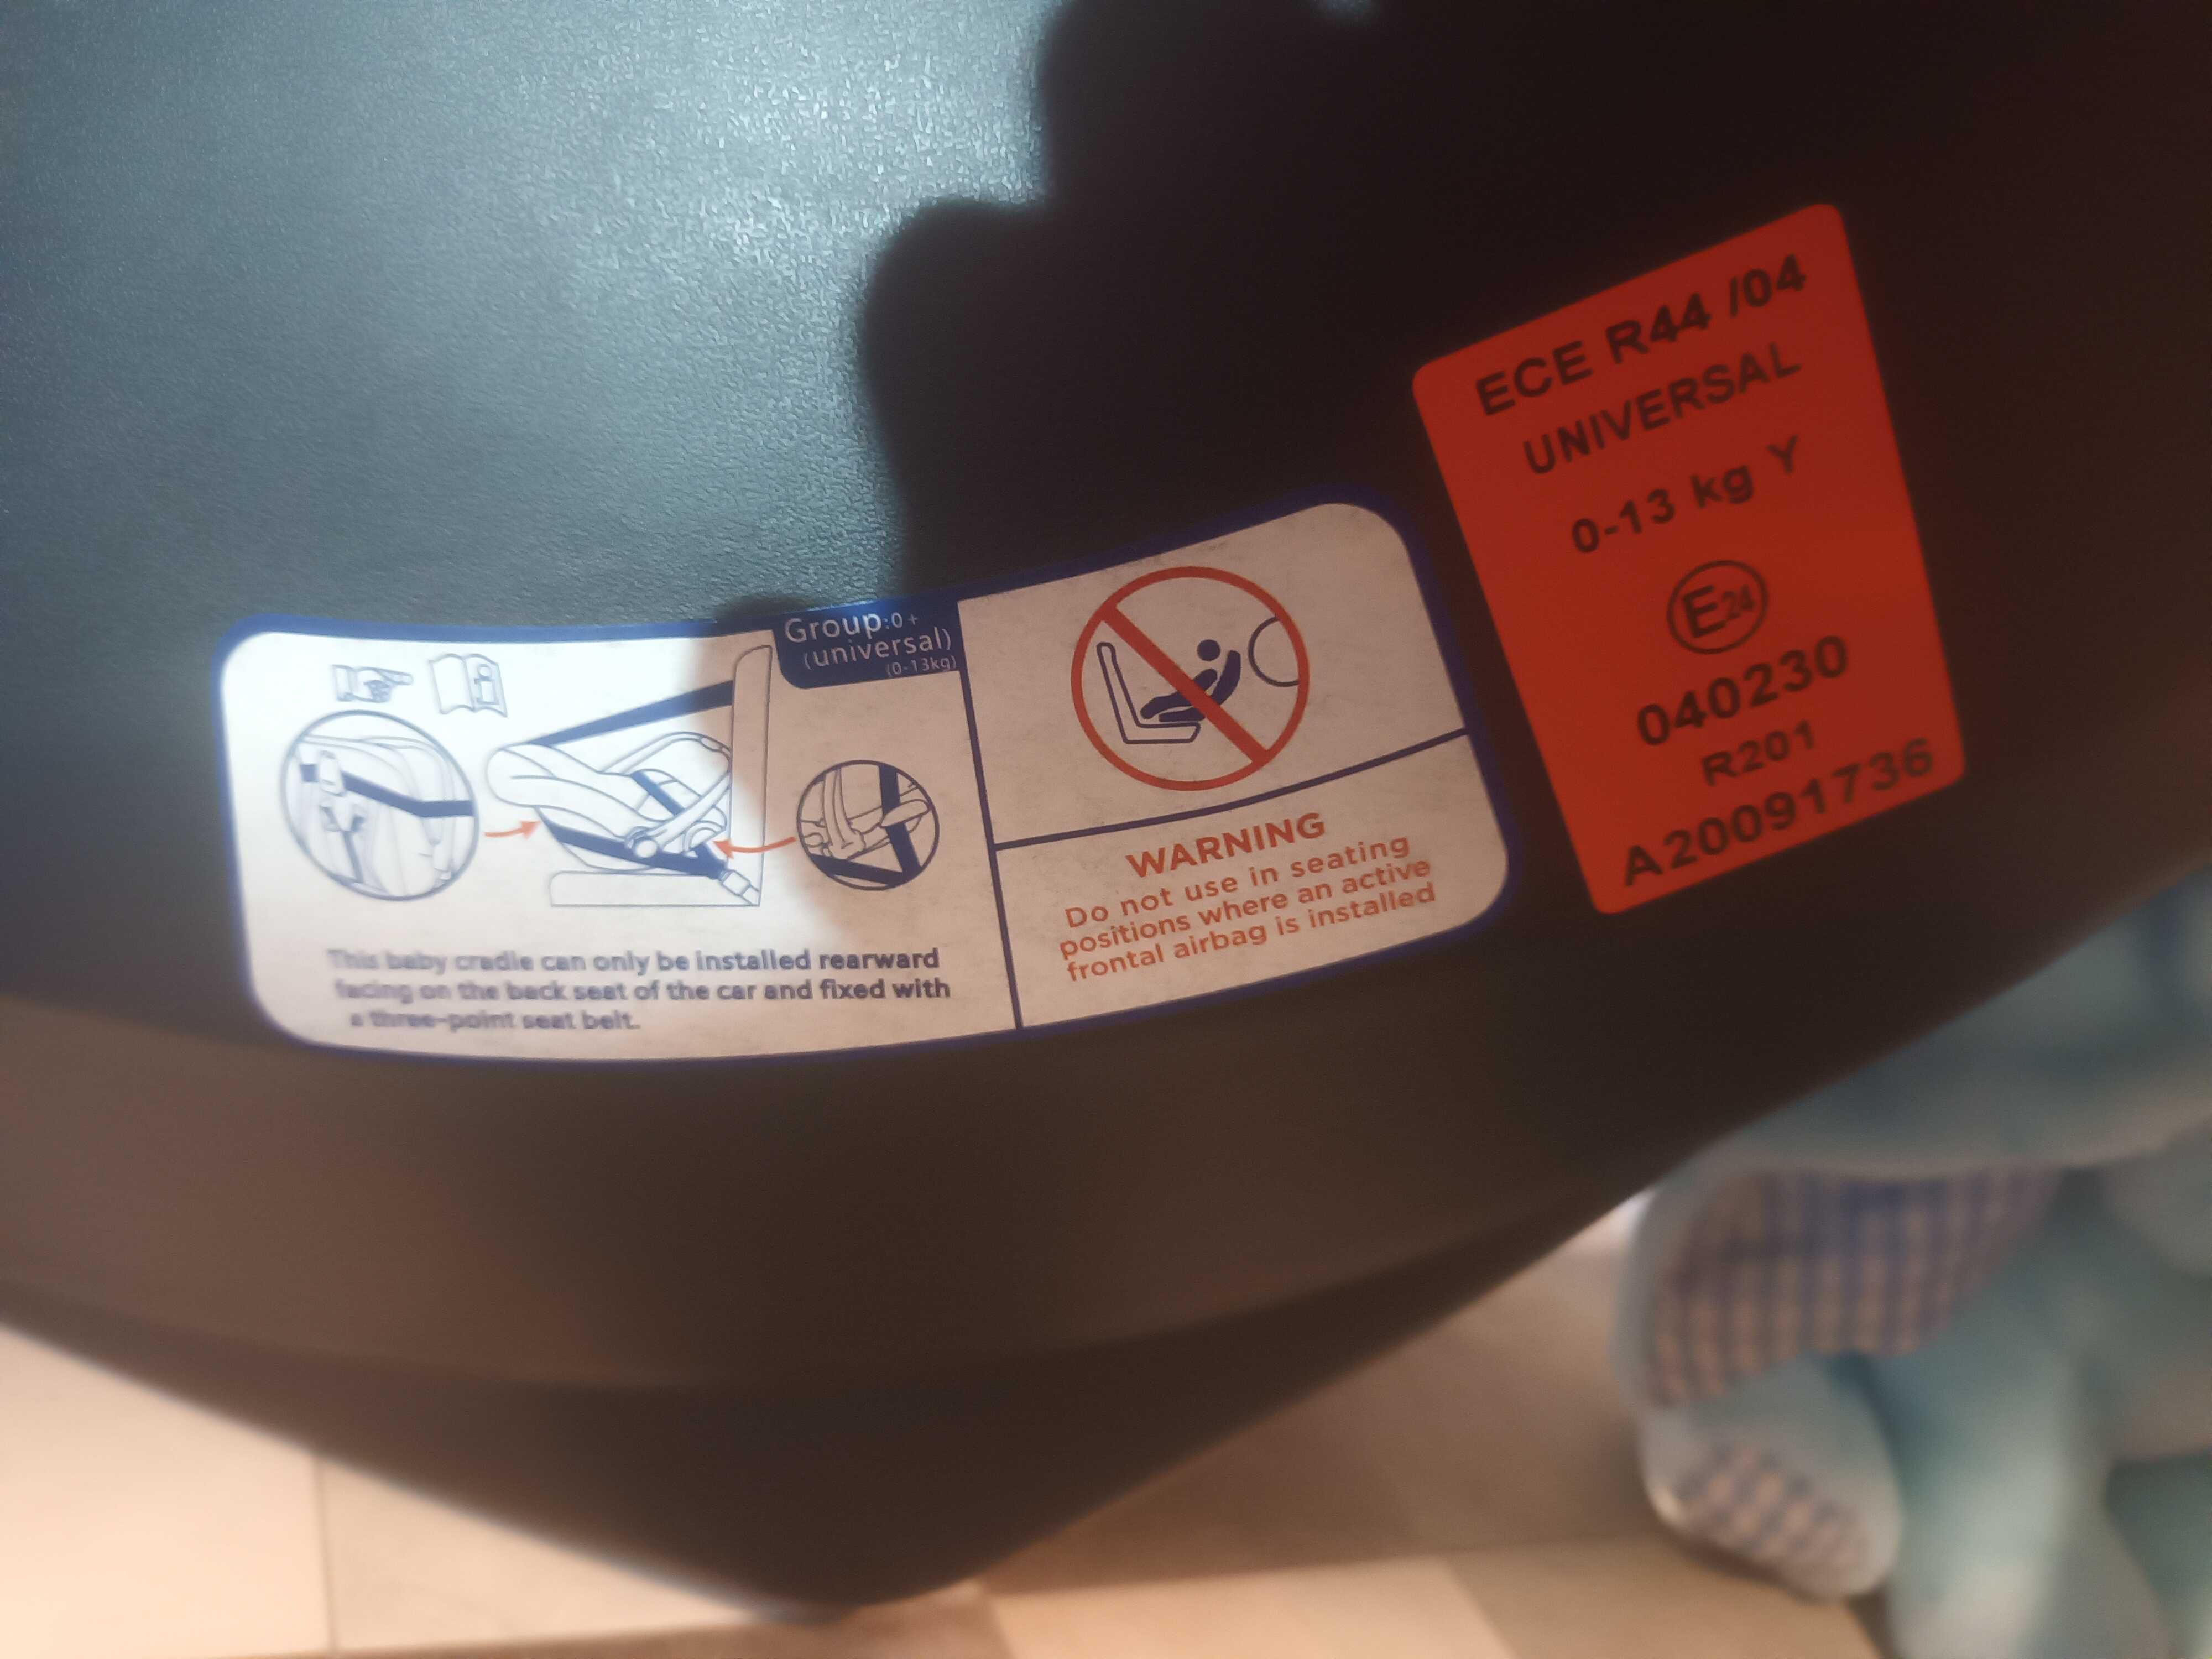 Group:0+
(universal)
(0-13kg)
This baby cradle can only be installed rearward
facing on the back seat of the car and fixed with
a three-point seat belt.
WARNING
Do not use in seating
positions where an active
frontal airbag is installed
ECE R44 /04
UNIVERSAL
0-13 kg Y
E24
040230
R201
A20091736